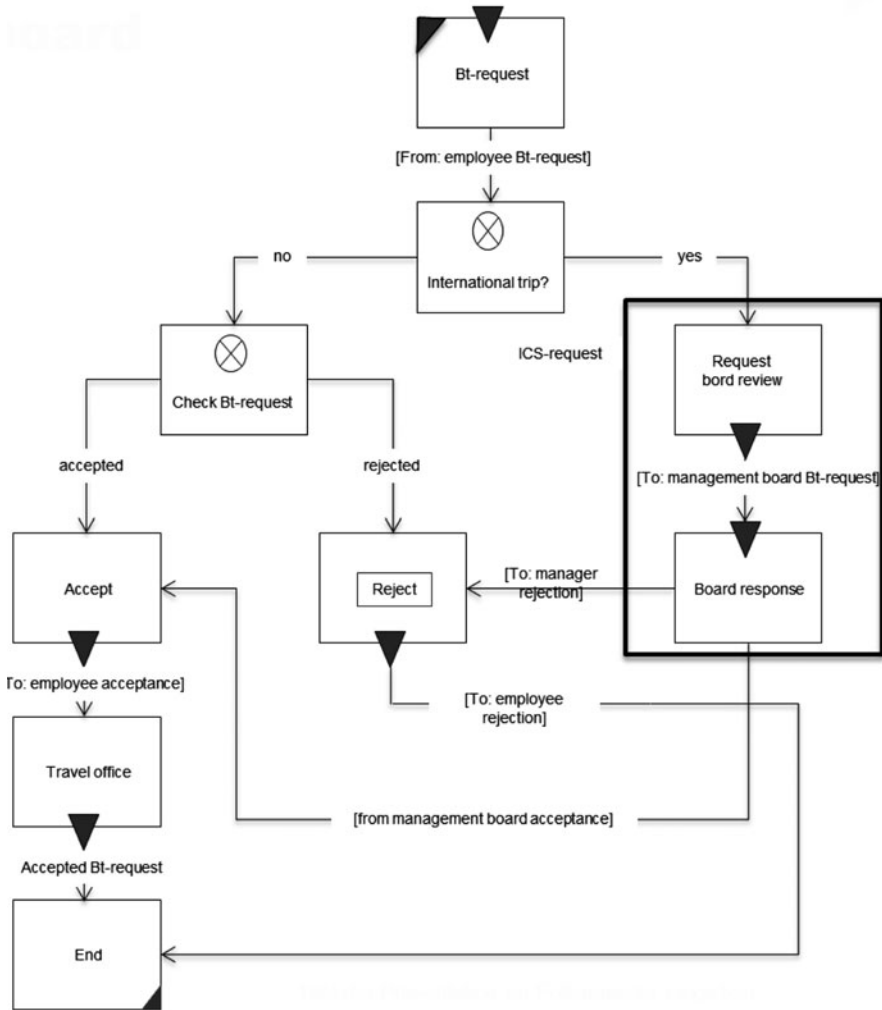 oard
Bt-request
[From: employee Bt-request]
no
International trip?
yes
Check Bt-request
ICS-request
Request
bord review
accepted
rejected
[To: management board Bt-request]
Accept
Reject
[To: manager
rejection]
Board response
To: employee acceptance]
[To: employee
rejection]
Travel office
[from management board acceptance]
Accepted Bt-request
End